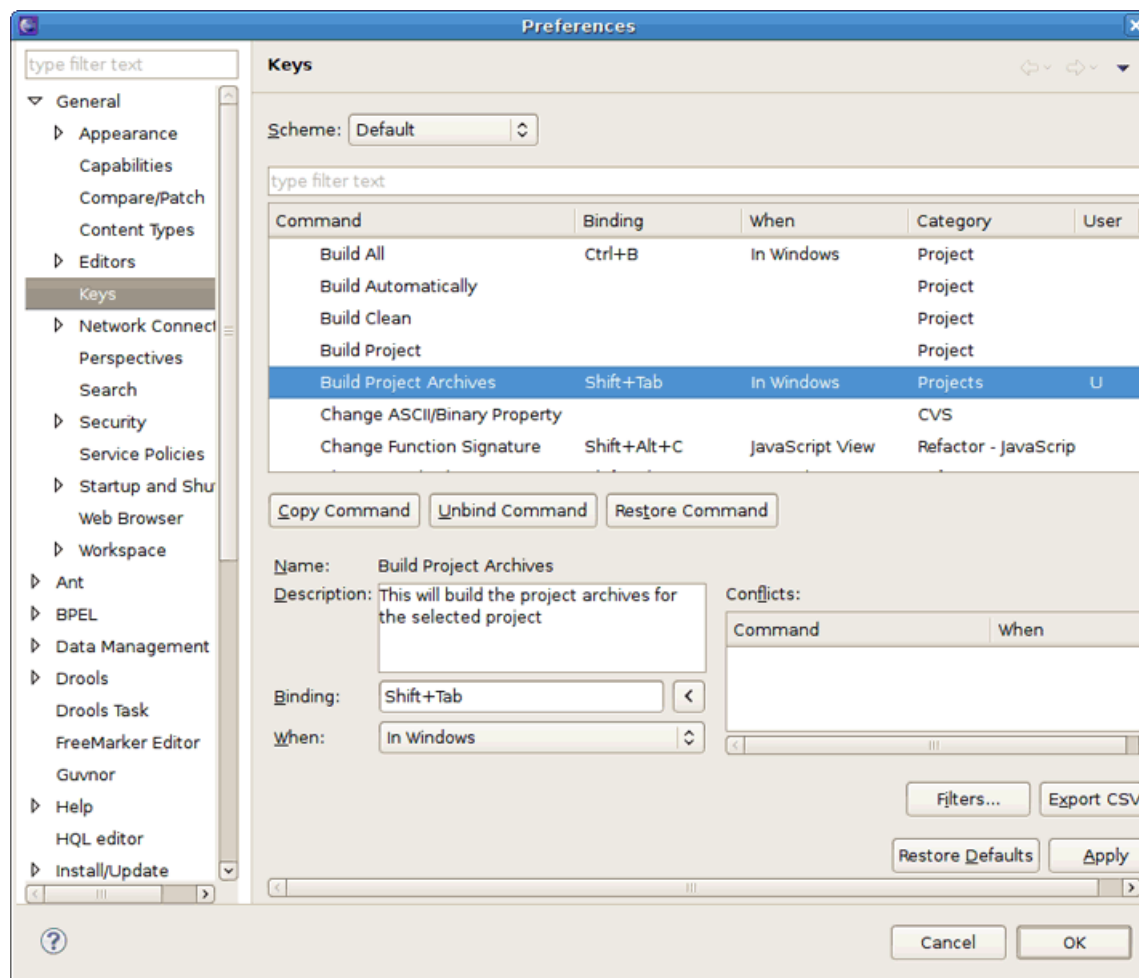 Preferences
type filter text
General
Appearance
Capabilities
Compare/Patch
Content Types
Editors
Keys
Network Connect
Perspectives
Search
Security
Service Policies
Startup and Shu
Web Browser
Workspace
Ant
BPEL
Data Management
Drools
Drools Task
FreeMarker Editor
Guvnor
Help
HQL editor
Install/Update
Keys
Scheme: Default
type filter text
Command Binding When Category User
Build All Ctrl+B In Windows Project
Build Automatically Project
Build Clean Project
Build Project Project
Build Project Archives Shift+Tab In Windows Projects U
Change ASCII/Binary Property CVS
Change Function Signature Shift+Alt+C JavaScript View Refactor - JavaScrip
Copy Command Unbind Command Restore Command
Name: Build Project Archives
Description: This will build the project archives for
the selected project
Binding: Shift+Tab <
When: In Windows
Conflicts:
Command When
Filters... Export CSV
Restore Defaults Apply
? Cancel OK